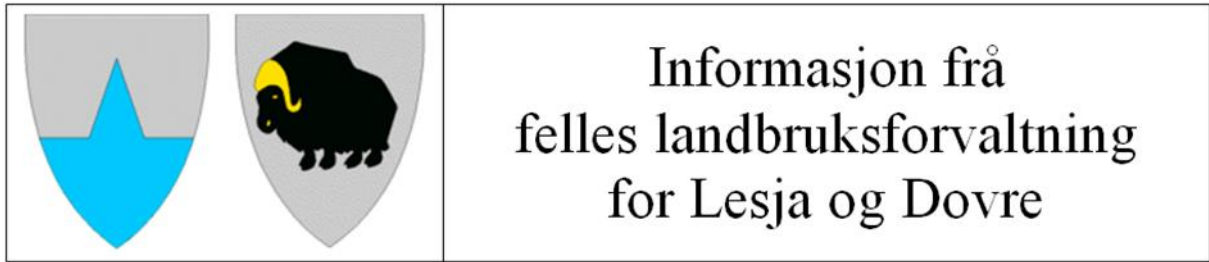 Informasjon frå
felles landbruksforvaltning
for Lesja og Dovre